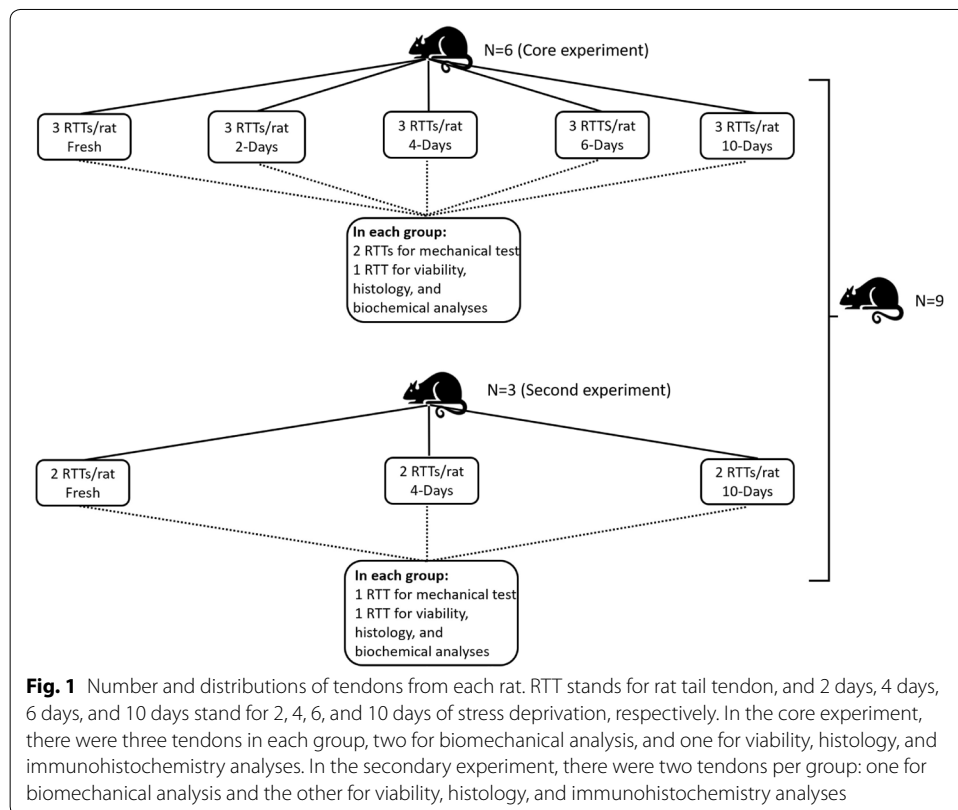 N=6 (Core experiment)
3 RTTs/rat
Fresh
3 RTTs/rat
2-Days
3 RTTs/rat
4-Days
3 RTTS/rat
6-Days
3 RTTs/rat
10-Days
In each group:
2 RTTs for mechanical test
1 RTT for viability,
histology, and
biochemical analyses
N=9
N=3 (Second experiment)
2 RTTs/rat
Fresh
2 RTTs/rat
4-Days
2 RTTs/rat
10-Days
In each group:
1 RTT for mechanical test
1 RTT for viability,
histology, and
biochemical analyses
Fig. 1 Number and distributions of tendons from each rat. RTT stands for rat tail tendon, and 2 days, 4 days,
6 days, and 10 days stand for 2, 4, 6, and 10 days of stress deprivation, respectively. In the core experiment,
there were three tendons in each group, two for biomechanical analysis, and one for viability, histology, and
immunohistochemistry analyses. In the secondary experiment, there were two tendons per group: one for
biomechanical analysis and the other for viability, histology, and immunohistochemistry analyses